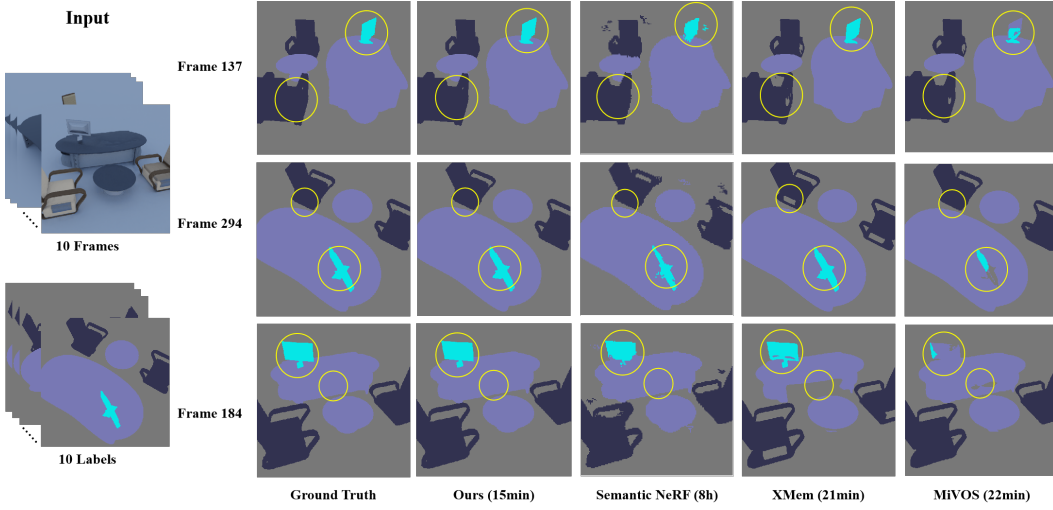 Input
Frame 137
10 Frames
Frame 294
10 Labels
Frame 184
Ground Truth
Ours (15min)
Semantic NeRF (8h)
XMem (21min)
MiVOS (22min)